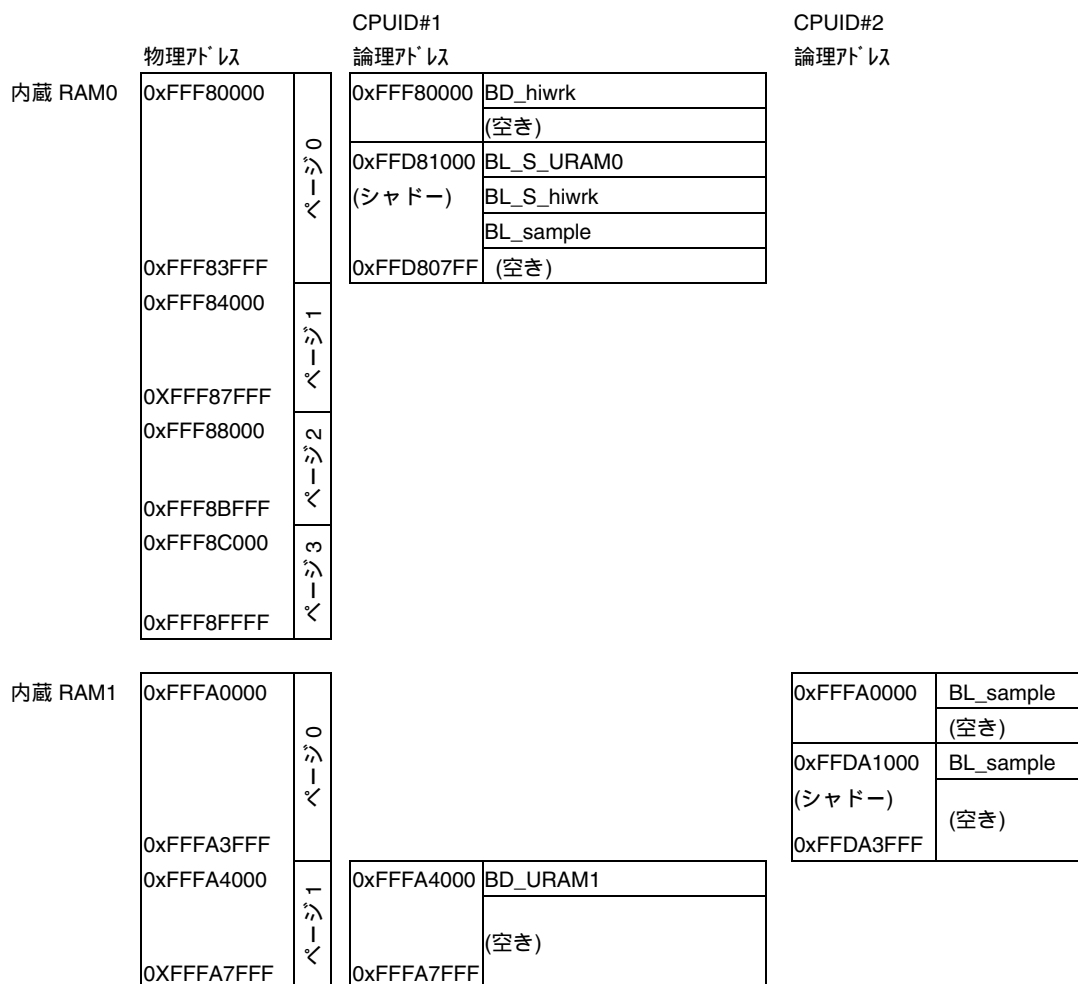 CPUID#1 CPUID#2
物理ｱﾄﾞﾚｽ 論理ｱﾄﾞﾚｽ 論理ｱﾄﾞﾚｽ
内蔵 RAM0 0xFFF80000 0xFFF80000 BD_hiwrk
(空き)
ページ 0
0xFFD81000 BL_S_URAM0
(シャドー) BL_S_hiwrk
BL_sample
0xFFF83FFF 0xFFD807FF (空き)
0xFFF84000
ページ 1
0XFFF87FFF
0xFFF88000
ページ 2
0xFFF8BFFF
0xFFF8C000
ページ 3
0xFFF8FFFF
内蔵 RAM1 0xFFFA0000 0xFFFA0000 BL_sample
(空き)
ページ 0
0xFFDA1000 BL_sample
(シャドー)
(空き)
0xFFFA3FFF 0xFFDA3FFF
0xFFFA4000 0xFFFA4000 BD_URAM1
ページ 1
(空き)
0XFFFA7FFF 0xFFFA7FFF